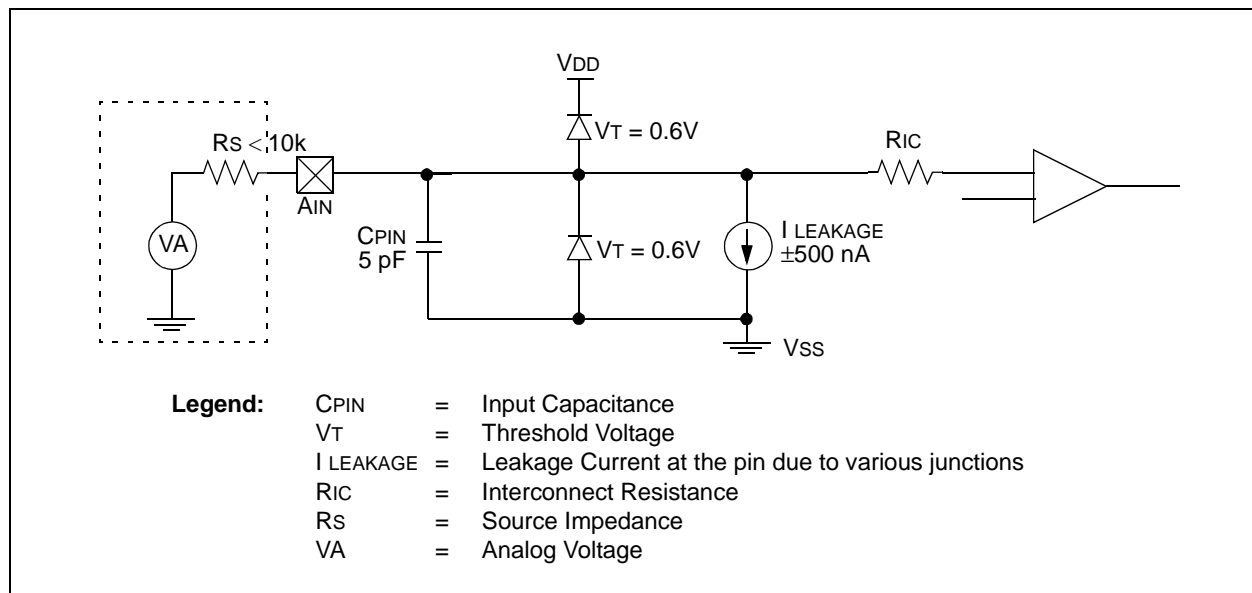 VDD
VT = 0.6V
RS < 10k
RIC
AIN
VA
CPIN
5 pF
VT = 0.6V
I LEAKAGE
±500 nA
VSS
Legend: CPIN = Input Capacitance
VT = Threshold Voltage
I LEAKAGE = Leakage Current at the pin due to various junctions
RIC = Interconnect Resistance
RS = Source Impedance
VA = Analog Voltage